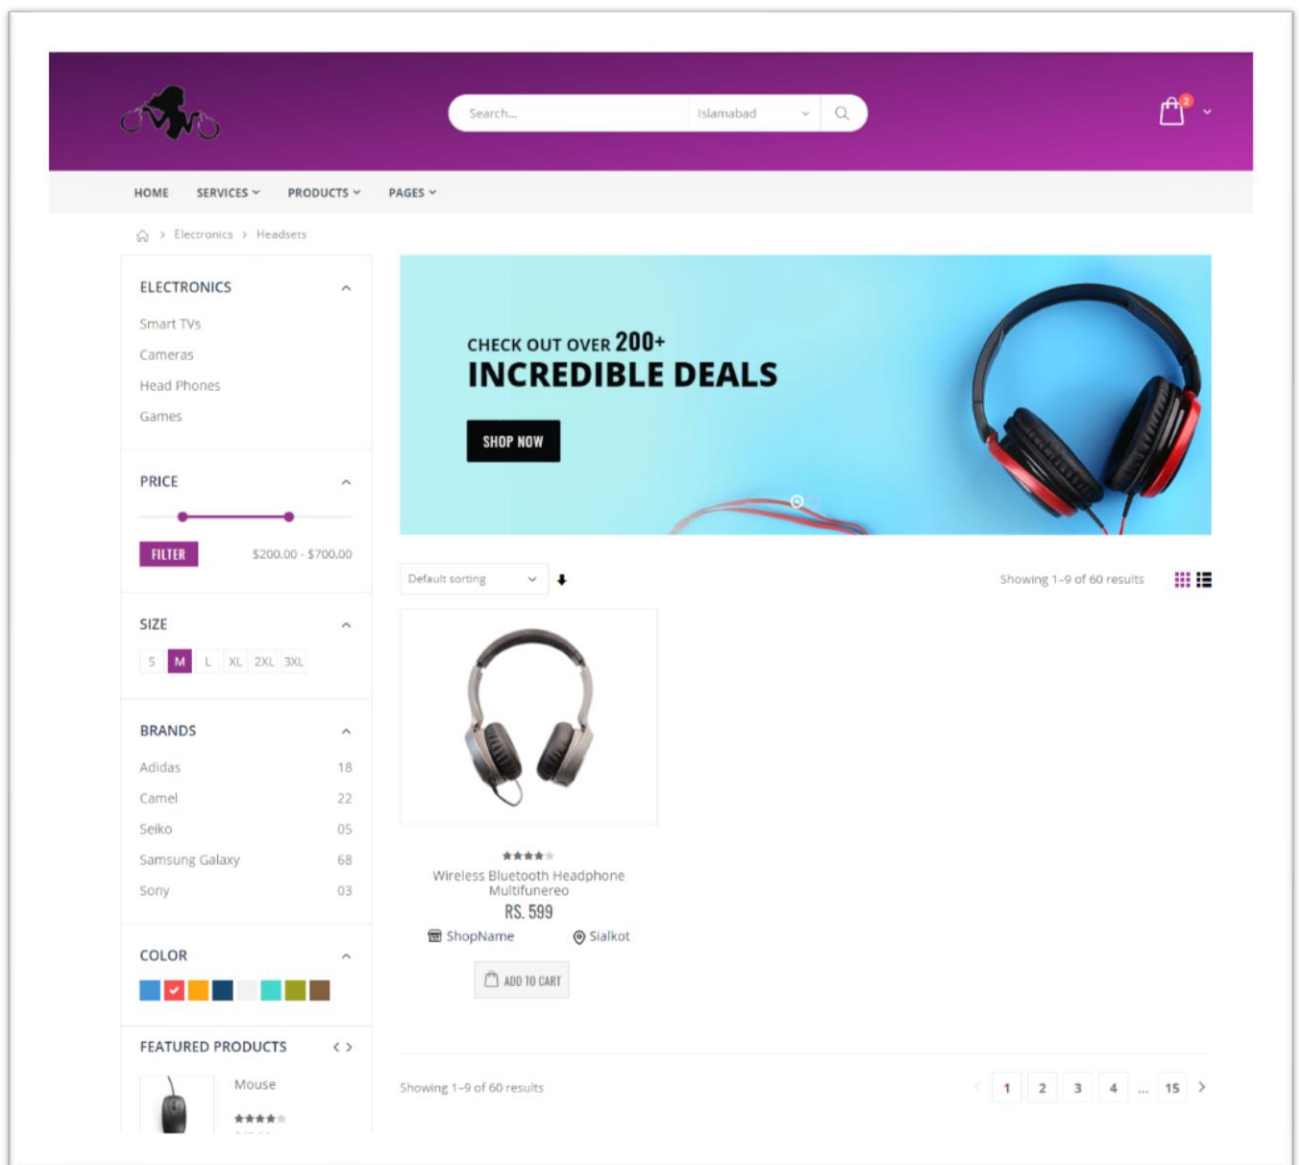 Search...
Islamabad
2
HOME SERVICES PRODUCTS PAGES
> Electronics > Headsets
ELECTRONICS
Smart TVs
Cameras
Head Phones
Games
PRICE
FILTER $200.00 - $700.00
SIZE
S M L XL 2XL 3XL
BRANDS
Adidas 18
Camel 22
Seiko 05
Samsung Galaxy 68
Sony 03
COLOR
FEATURED PRODUCTS < >
Mouse
CHECK OUT OVER 200+
INCREDIBLE DEALS
SHOP NOW
Default sorting
Showing 1–9 of 60 results
Wireless Bluetooth Headphone
Multifunereo
RS. 599
ShopName Sialkot
ADD TO CART
Showing 1–9 of 60 results
< 1 2 3 4 ... 15 >